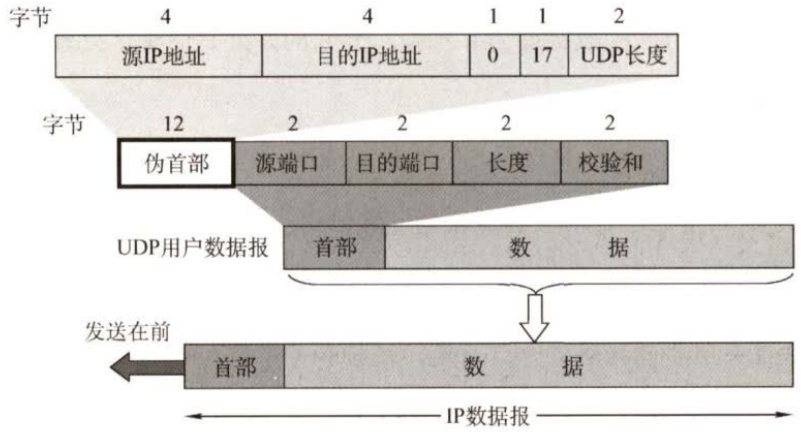 字节 4 4 1 1 2
源IP地址 目的IP地址 0 17 UDP长度
字节 12 2 2 2 2
伪首部 源端口 目的端口 长度 校验和
UDP用户数据报 首部 数 据
发送在前
首部 数 据
IP数据报